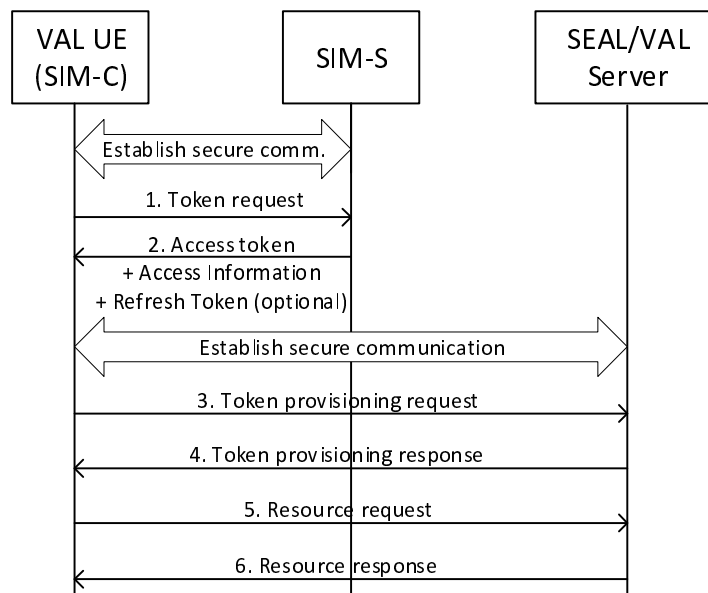 VAL UE
(SIM-C)
SIM-S
SEAL/VAL
Server
Establish secure comm.
1. Token request
2. Access token
+ Access Information
+ Refresh Token (optional)
Establish secure communication
3. Token provisioning request
4. Token provisioning response
5. Resource request
6. Resource response